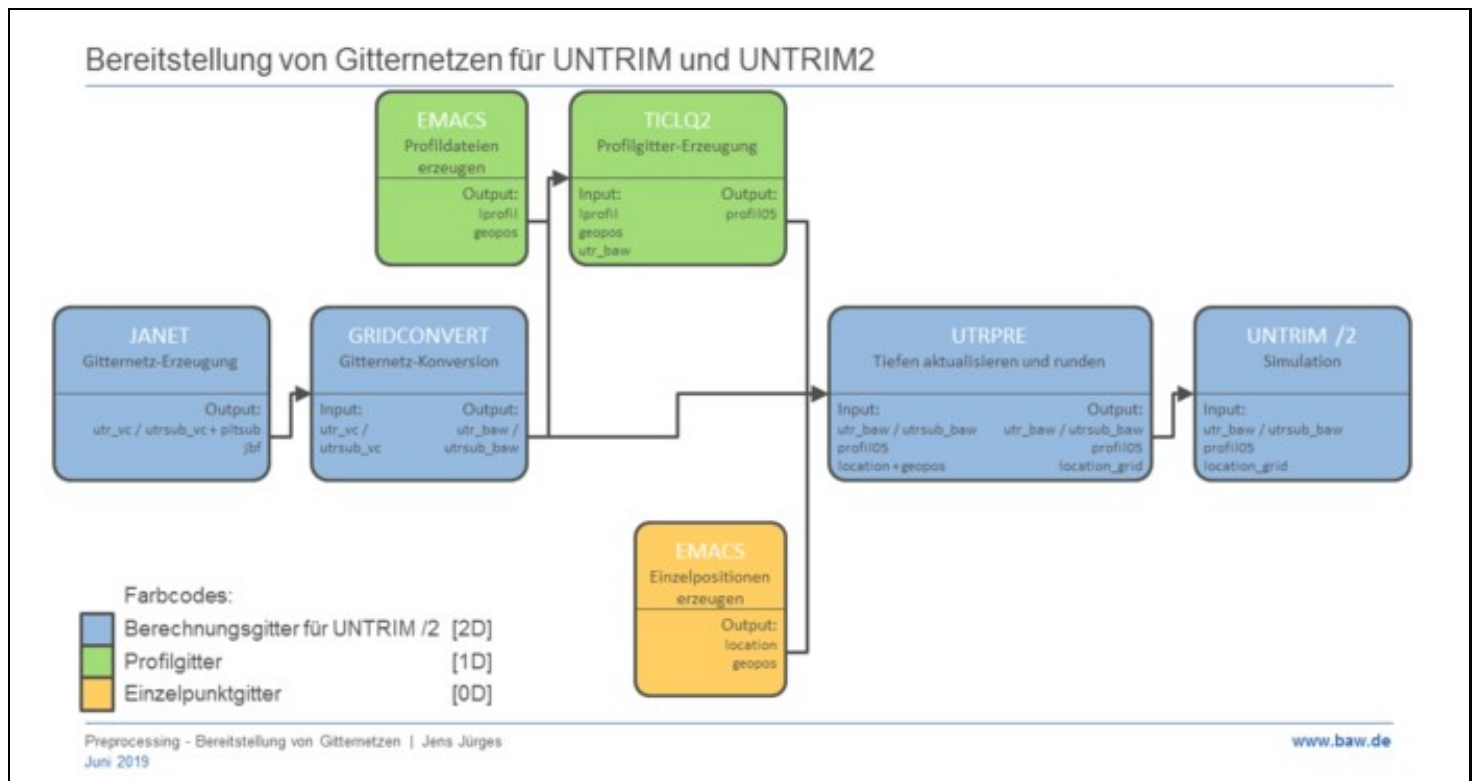 Bereitstellung von Gitternetzen für UNTRIM und UNTRIM2
EMACS
Profildateien
erzeugen
Output:
lprofil
geopos
TICLQ2
Profilgitter-Erzeugung
Input:
lprofil
geopos
utr_baw
Output:
profil05
JANET
Gitternetz-Erzeugung
Output:
utr_vc / utrsub_vc + pltsub
jbf
GRIDCONVERT
Gitternetz-Konversion
Input:
utr_vc /
utrsub_vc
Output:
utr_baw /
utrsub_baw
UTRPRE
Tiefen aktualisieren und runden
Input:
utr_baw / utrsub_baw
profil05
location + geopos
Output:
utr_baw / utrsub_baw
profil05
location_grid
UNTRIM /2
Simulation
Input:
utr_baw / utrsub_baw
profil05
location_grid
EMACS
Einzelpositionen
erzeugen
Output:
location
geopos
Farbcodes:
Berechnungsgitter für UNTRIM /2 [2D]
Profilgitter [1D]
Einzelpunktgitter [0D]
Preprocessing - Bereitstellung von Gitternetzen | Jens Jürges
Juni 2019
www.baw.de